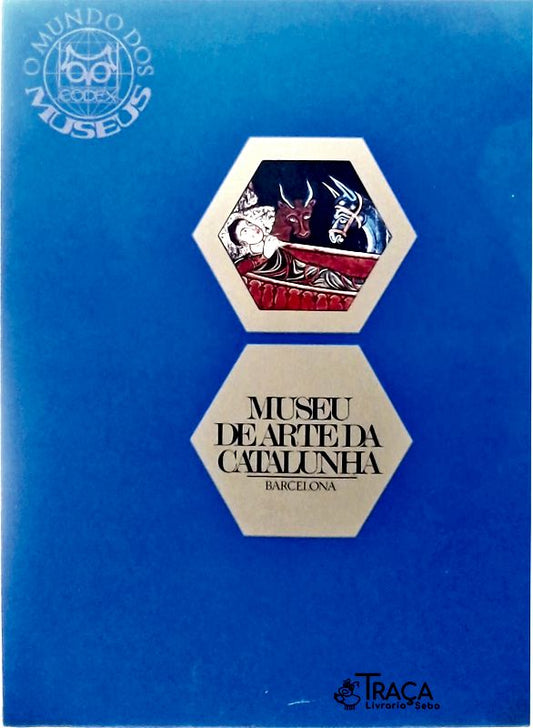 O MUNDO DOS
MUSEUS
CODEX
MUSEU
DE ARTE DA
CATALUNHA
BARCELONA
TRAÇA
Livraria Sebo